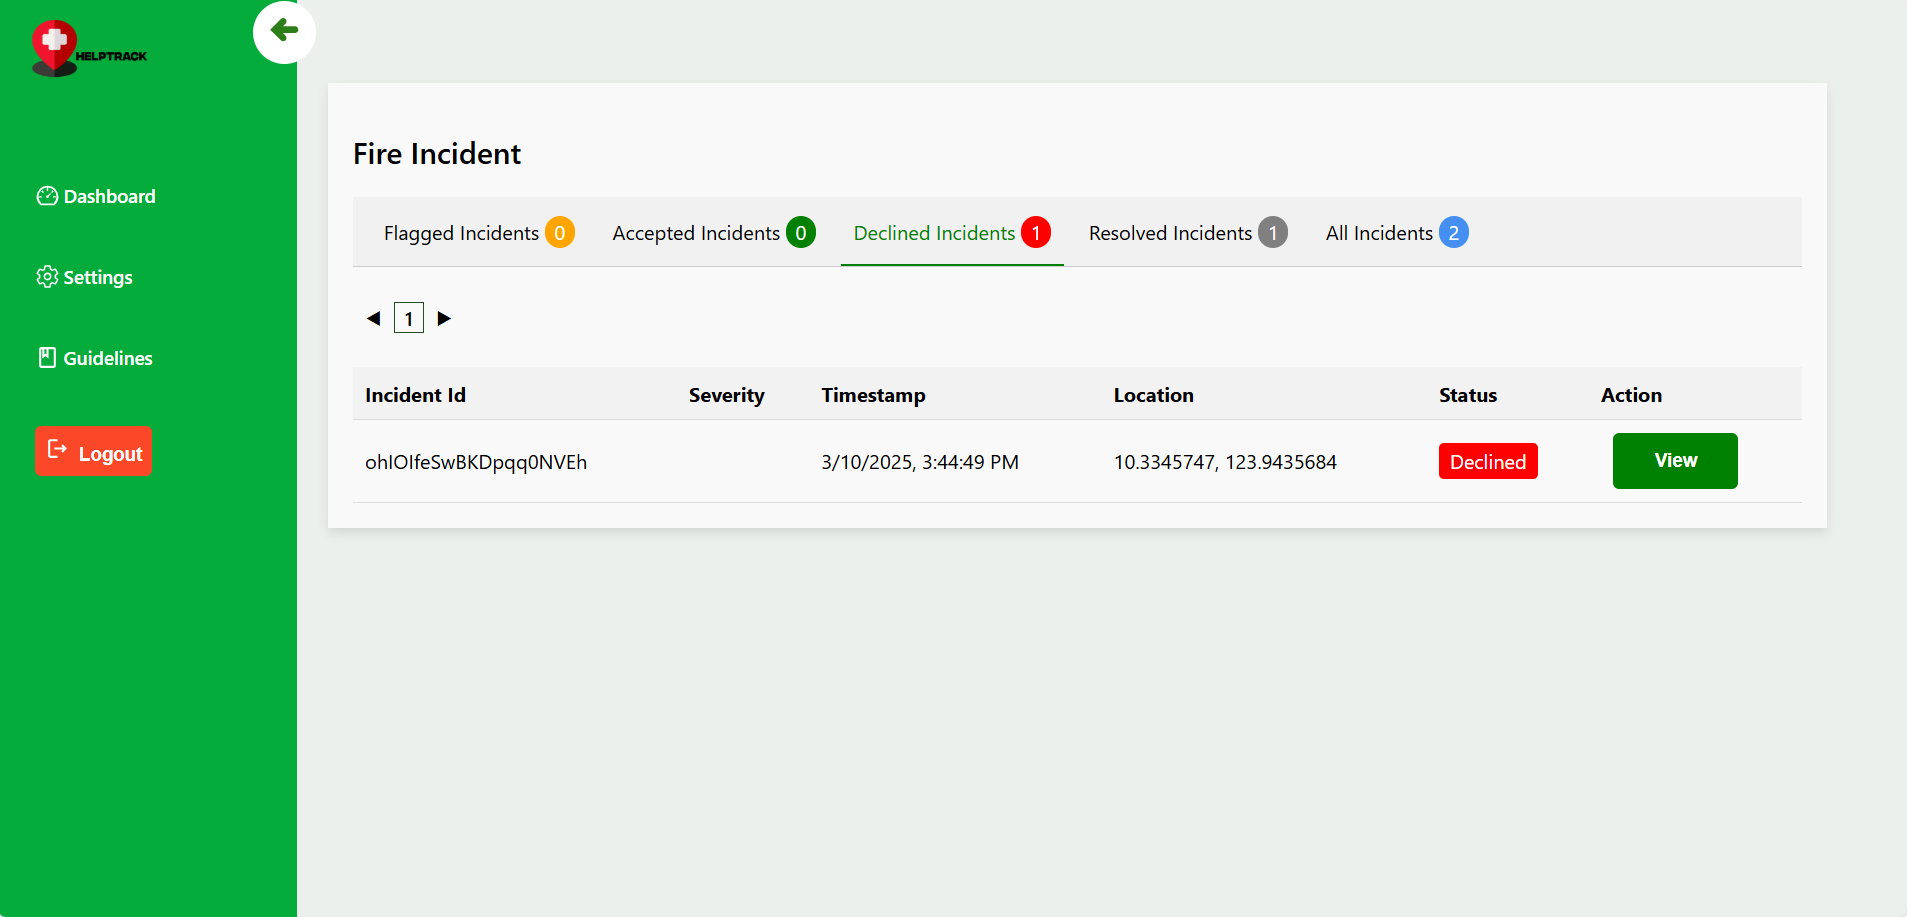 HELPTRACK
Dashboard
Settings
Guidelines
Logout
Fire Incident
Flagged Incidents 0 Accepted Incidents 0 Declined Incidents 1 Resolved Incidents 1 All Incidents 2
◀ 1 ▶
Incident Id Severity Timestamp Location Status Action
ohIOIfeSwBKDpqq0NVEh 3/10/2025, 3:44:49 PM 10.3345747, 123.9435684 Declined View